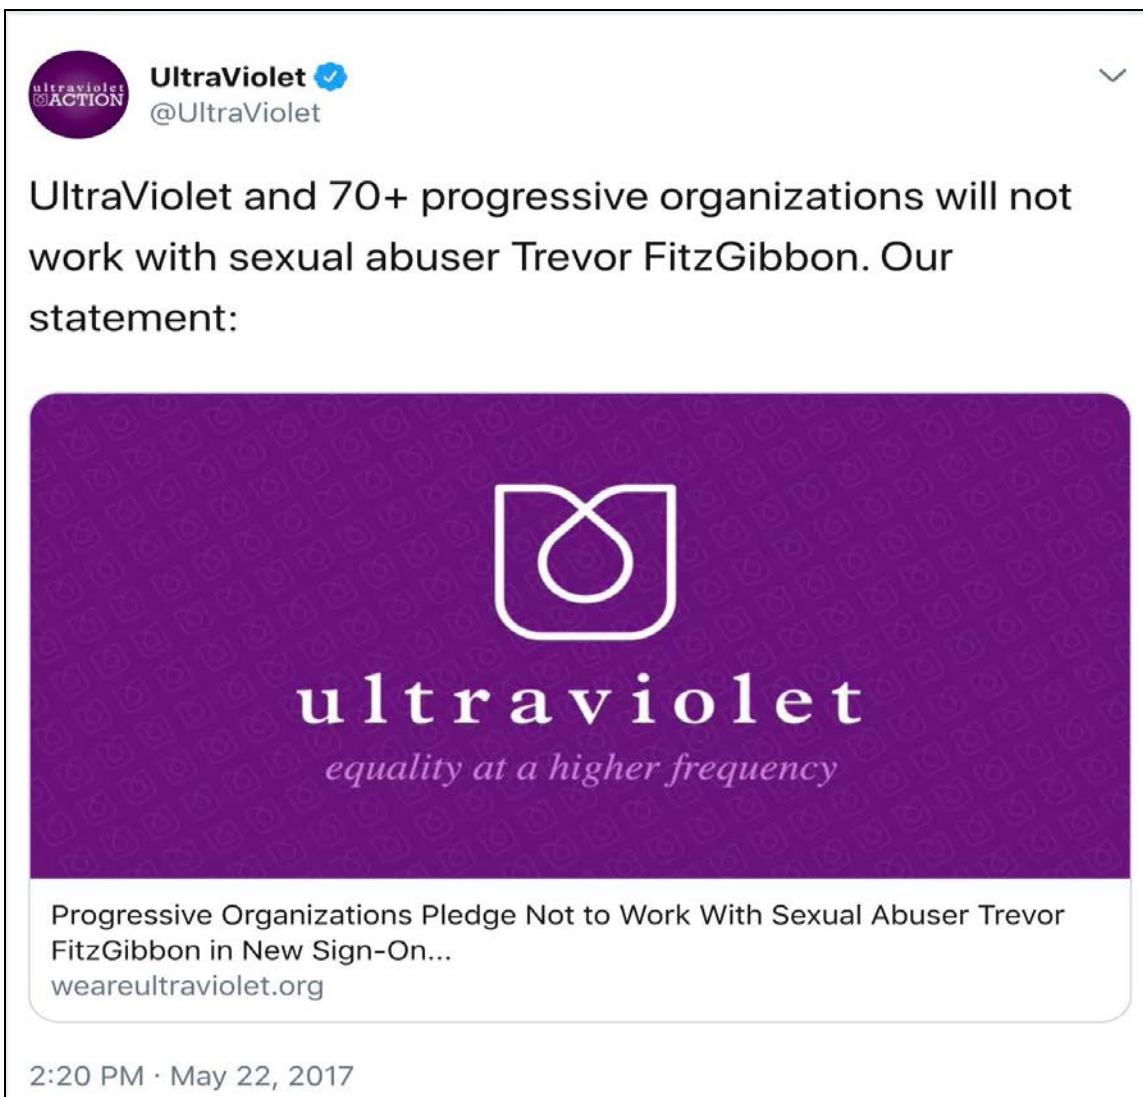 ultraviolet
ACTION
UltraViolet
@UltraViolet
UltraViolet and 70+ progressive organizations will not
work with sexual abuser Trevor FitzGibbon. Our
statement:
ultraviolet
equality at a higher frequency
Progressive Organizations Pledge Not to Work With Sexual Abuser Trevor
FitzGibbon in New Sign-On...
weareultraviolet.org
2:20 PM · May 22, 2017